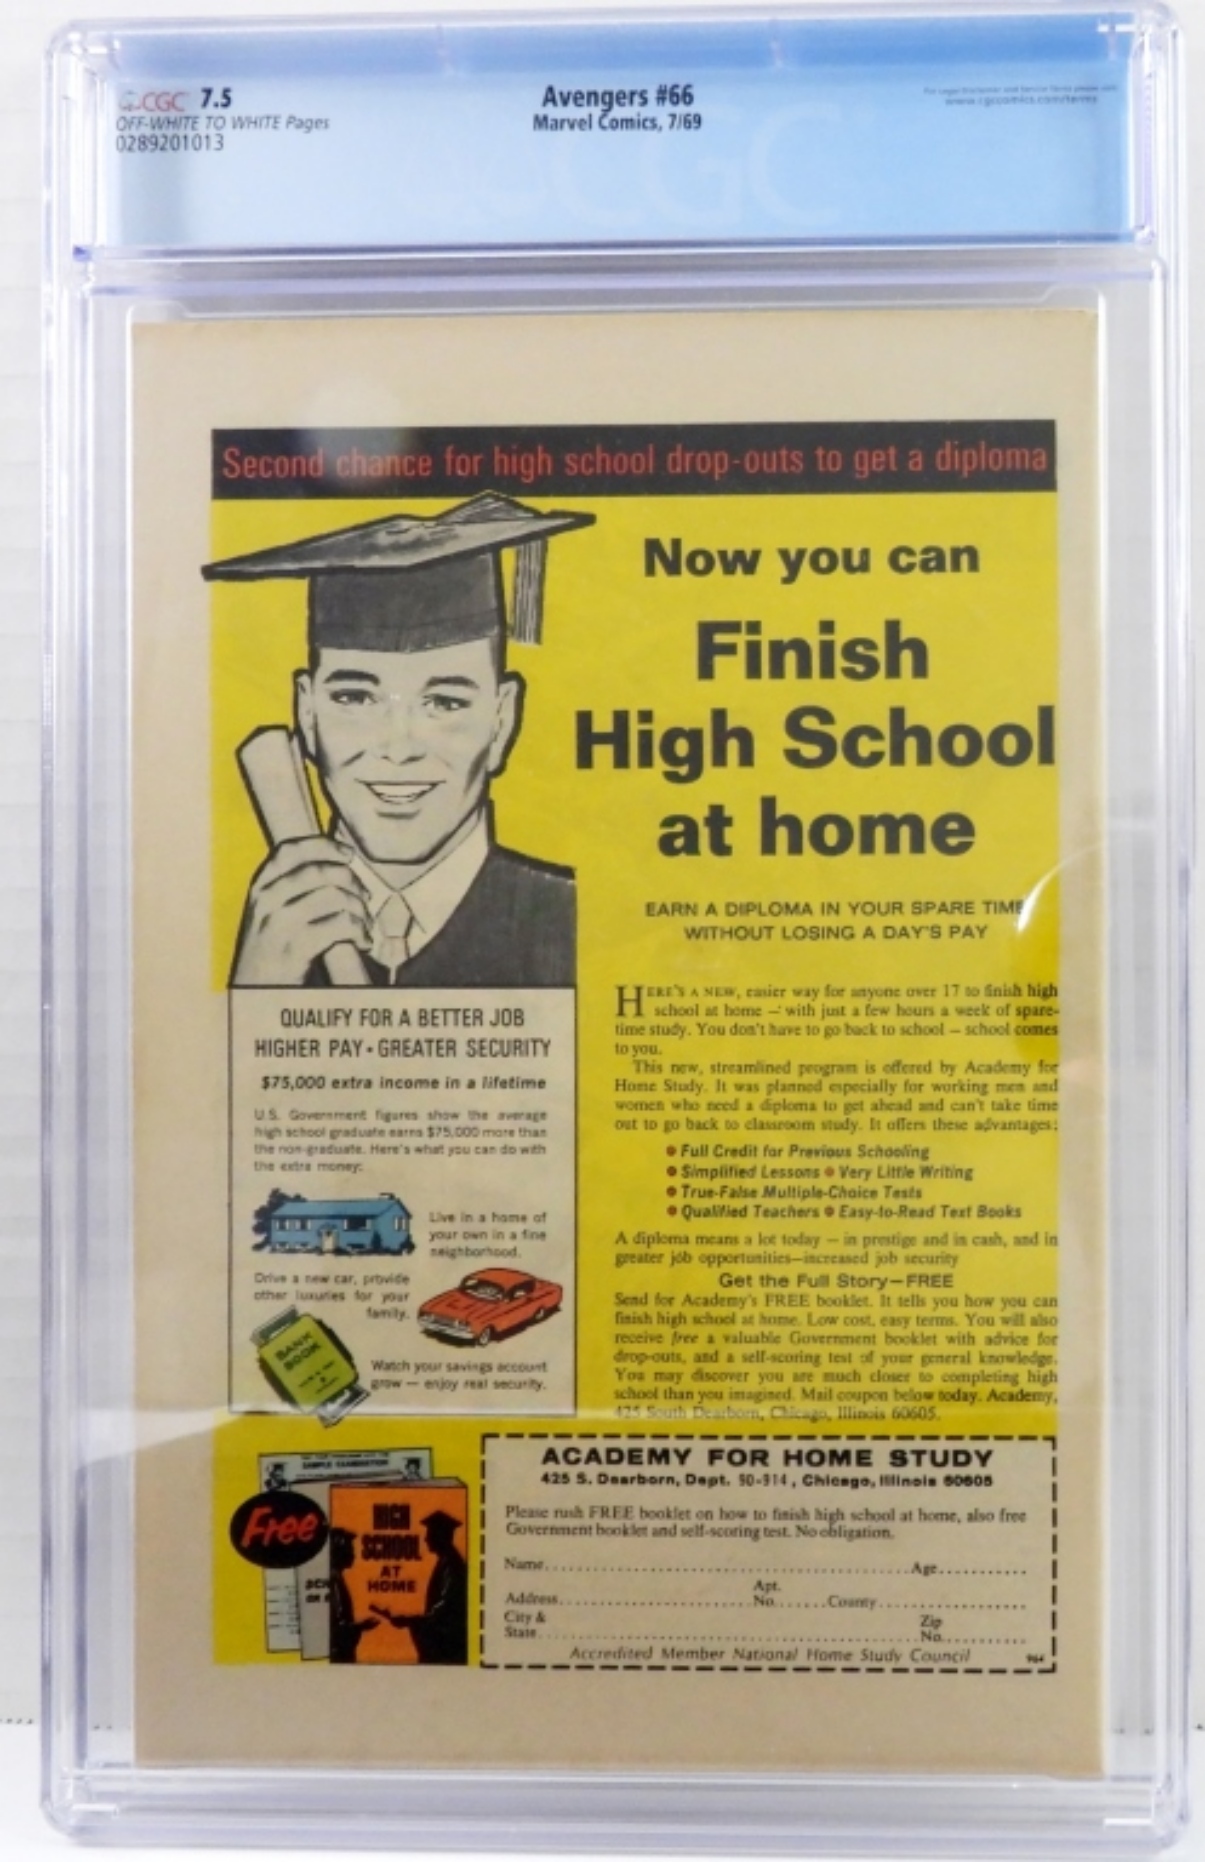 CGC 7.5
OFF-WHITE TO WHITE Pages
0289201013
Avengers #66
Marvel Comics, 7/69
www.cgccomics.com/terms
CGC
Second chance for high school drop-outs to get a diploma
Now you can
Finish
High School
at home
EARN A DIPLOMA IN YOUR SPARE TIME
WITHOUT LOSING A DAY'S PAY
QUALIFY FOR A BETTER JOB
HIGHER PAY • GREATER SECURITY
$75,000 extra income in a lifetime
U.S. Government figures show the average
high school graduate earns $75,000 more than
the non-graduate. Here's what you can do with
the extra money:
Live in a home of
your own in a fine
neighborhood.
Drive a new car, provide
other luxuries for your
family.
BANK
BOOK
Watch your savings account
grow — enjoy real security.
HERE'S A NEW, easier way for anyone over 17 to finish high
school at home — with just a few hours a week of spare-
time study. You don't have to go back to school — school comes
to you.
This new, streamlined program is offered by Academy for
Home Study. It was planned especially for working men and
women who need a diploma to get ahead and can't take time
out to go back to classroom study. It offers these advantages:
• Full Credit for Previous Schooling
• Simplified Lessons • Very Little Writing
• True-False Multiple-Choice Tests
• Qualified Teachers • Easy-to-Read Text Books
A diploma means a lot today — in prestige and in cash, and in
greater job opportunities—increased job security
Get the Full Story—FREE
Send for Academy's FREE booklet. It tells you how you can
finish high school at home. Low cost, easy terms. You will also
receive free a valuable Government booklet with advice for
drop-outs, and a self-scoring test of your general knowledge.
You may discover you are much closer to completing high
school than you imagined. Mail coupon below today. Academy,
425 South Dearborn, Chicago, Illinois 60605.
SAMPLE EXAMINATION
Free
HIGH
SCHOOL
AT
HOME
ACADEMY FOR HOME STUDY
425 S. Dearborn, Dept. 50-314, Chicago, Illinois 60605
Please rush FREE booklet on how to finish high school at home, also free
Government booklet and self-scoring test. No obligation.
Name Age
Apt.
Address No. County
City & Zip
State No.
Accredited Member National Home Study Council 964